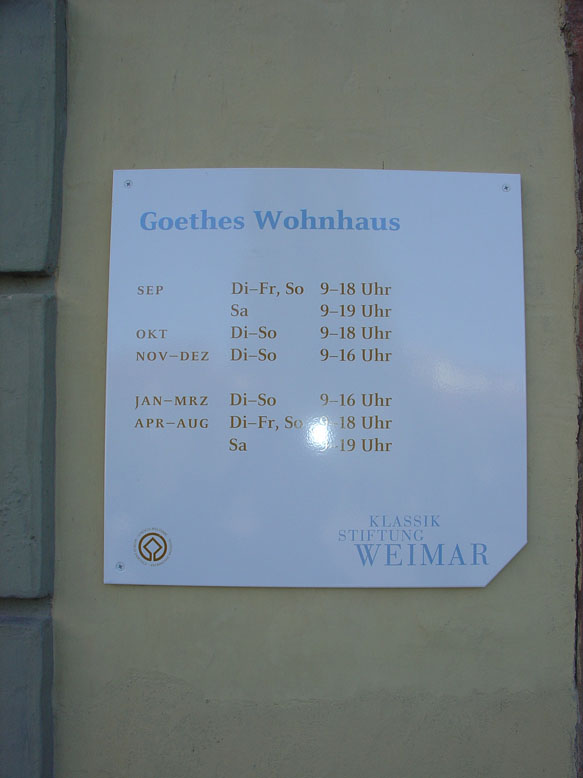 Goethes Wohnhaus
SEP Di–Fr, So 9–18 Uhr
Sa 9–19 Uhr
OKT Di–So 9–18 Uhr
NOV–DEZ Di–So 9–16 Uhr
JAN–MRZ Di–So 9–16 Uhr
APR–AUG Di–Fr, So 9–18 Uhr
Sa 9–19 Uhr
KLASSIK
STIFTUNG
WEIMAR